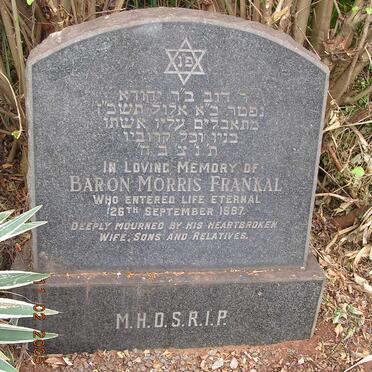 פנ
ר דוב ב'ר יהודא
נפטר כ'א אלול תשכ'ז
מתאבלים עליו אשתו
בניו וכל קרוביו
ת נ צ ב ה
IN LOVING MEMORY OF
BARON MORRIS FRANKAL
WHO ENTERED LIFE ETERNAL
26TH SEPTEMBER 1967.
DEEPLY MOURNED BY HIS HEARTBROKEN
WIFE, SONS AND RELATIVES.
M.H.D.S.R.I.P.